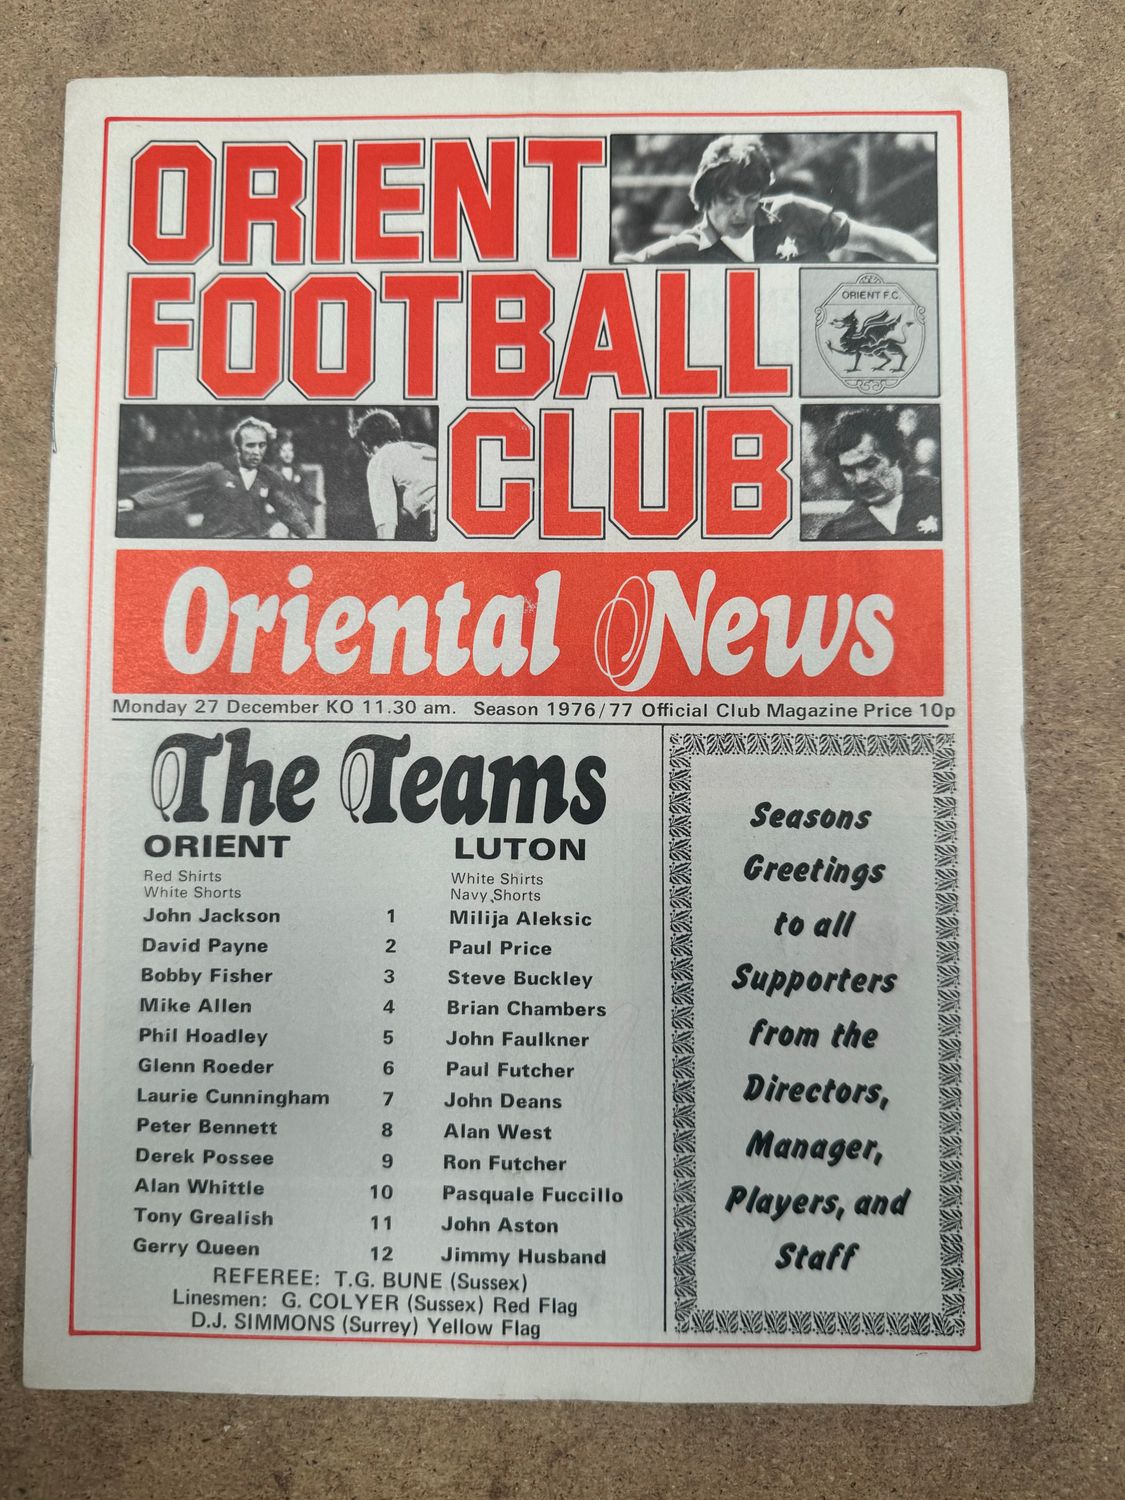 ORIENT
FOOTBALL
CLUB
ORIENT F.C.
Oriental News
Monday 27 December KO 11.30 am. Season 1976/77 Official Club Magazine Price 10p
The Teams
ORIENT LUTON
Red Shirts White Shirts
White Shorts Navy Shorts
John Jackson 1 Milija Aleksic
David Payne 2 Paul Price
Bobby Fisher 3 Steve Buckley
Mike Allen 4 Brian Chambers
Phil Hoadley 5 John Faulkner
Glenn Roeder 6 Paul Futcher
Laurie Cunningham 7 John Deans
Peter Bennett 8 Alan West
Derek Possee 9 Ron Futcher
Alan Whittle 10 Pasquale Fuccillo
Tony Grealish 11 John Aston
Gerry Queen 12 Jimmy Husband
REFEREE: T.G. BUNE (Sussex)
Linesmen: G. COLYER (Sussex) Red Flag
D.J. SIMMONS (Surrey) Yellow Flag
Seasons
Greetings
to all
Supporters
from the
Directors,
Manager,
Players, and
Staff